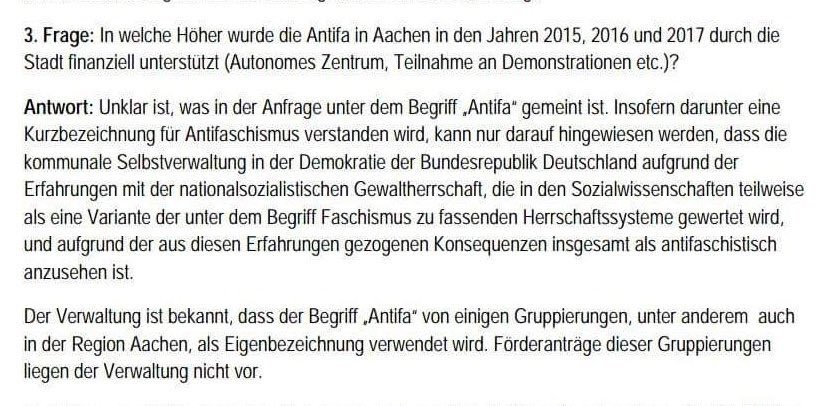 3. Frage: In welche Höher wurde die Antifa in Aachen in den Jahren 2015, 2016 und 2017 durch die
Stadt finanziell unterstützt (Autonomes Zentrum, Teilnahme an Demonstrationen etc.)?
Antwort: Unklar ist, was in der Anfrage unter dem Begriff „Antifa“ gemeint ist. Insofern darunter eine
Kurzbezeichnung für Antifaschismus verstanden wird, kann nur darauf hingewiesen werden, dass die
kommunale Selbstverwaltung in der Demokratie der Bundesrepublik Deutschland aufgrund der
Erfahrungen mit der nationalsozialistischen Gewaltherrschaft, die in den Sozialwissenschaften teilweise
als eine Variante der unter dem Begriff Faschismus zu fassenden Herrschaftssysteme gewertet wird,
und aufgrund der aus diesen Erfahrungen gezogenen Konsequenzen insgesamt als antifaschistisch
anzusehen ist.
Der Verwaltung ist bekannt, dass der Begriff „Antifa“ von einigen Gruppierungen, unter anderem auch
in der Region Aachen, als Eigenbezeichnung verwendet wird. Förderanträge dieser Gruppierungen
liegen der Verwaltung nicht vor.